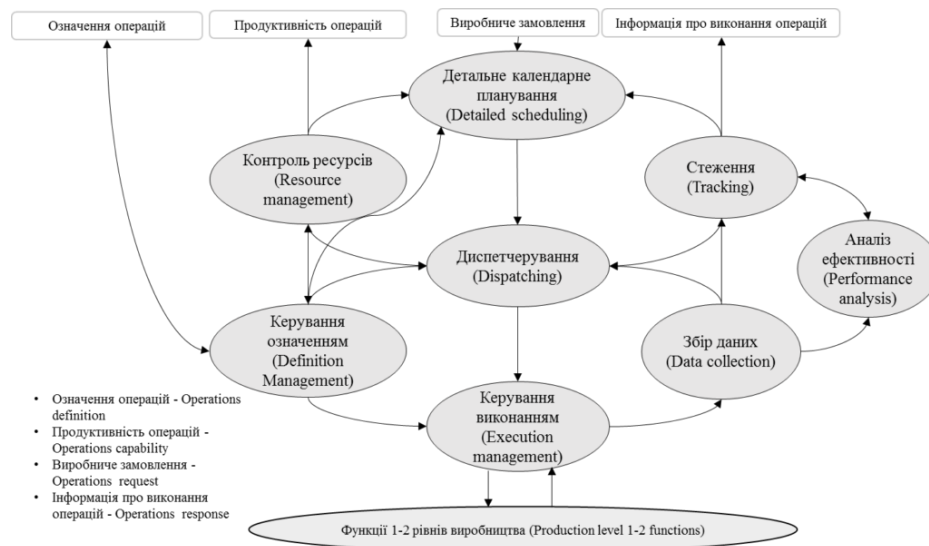 Означення операцій
Продуктивність операцій
Виробниче замовлення
Інформація про виконання операцій
Детальне календарне
планування
(Detailed scheduling)
Контроль ресурсів
(Resource
management)
Стеження
(Tracking)
Аналіз
ефективності
(Performance
analysis)
Диспетчерування
(Dispatching)
Керування
означенням
(Definition
Management)
Збір даних
(Data collection)
Керування
виконанням
(Execution
management)
• Означення операцій - Operations
definition
• Продуктивність операцій -
Operations capability
• Виробниче замовлення -
Operations request
• Інформація про виконання
операцій - Operations response
Функції 1-2 рівнів виробництва (Production level 1-2 functions)